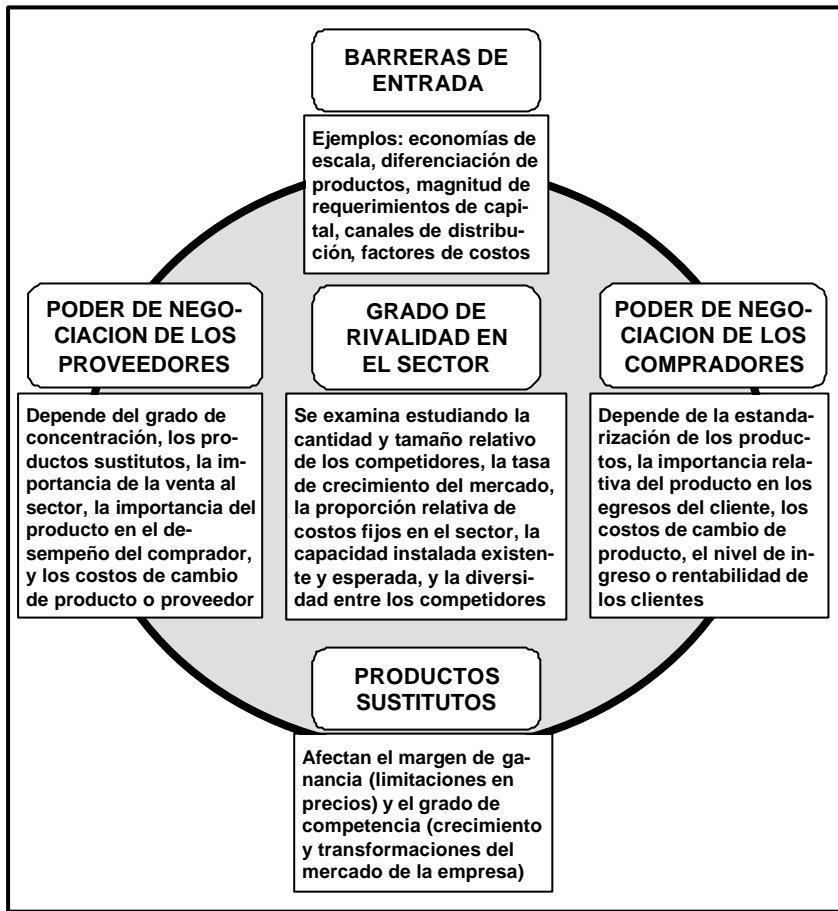 BARRERAS DE
ENTRADA
Ejemplos: economías de
escala, diferenciación de
productos, magnitud de
requerimientos de capi-
tal, canales de distribu-
ción, factores de costos
PODER DE NEGO-
CIACION DE LOS
PROVEEDORES
Depende del grado de
concentración, los pro-
ductos sustitutos, la im-
portancia de la venta al
sector, la importancia del
producto en el de-
sempeño del comprador,
y los costos de cambio
de producto o proveedor
GRADO DE
RIVALIDAD EN
EL SECTOR
Se examina estudiando la
cantidad y tamaño relativo
de los competidores, la tasa
de crecimiento del mercado,
la proporción relativa de
costos fijos en el sector, la
capacidad instalada existen-
te y esperada, y la diversi-
dad entre los competidores
PODER DE NEGO-
CIACION DE LOS
COMPRADORES
Depende de la estanda-
rización de los produc-
tos, la importancia rela-
tiva del producto en los
egresos del cliente, los
costos de cambio de
producto, el nivel de in-
greso o rentabilidad de
los clientes
PRODUCTOS
SUSTITUTOS
Afectan el margen de ga-
nancia (limitaciones en
precios) y el grado de
competencia (crecimiento
y transformaciones del
mercado de la empresa)